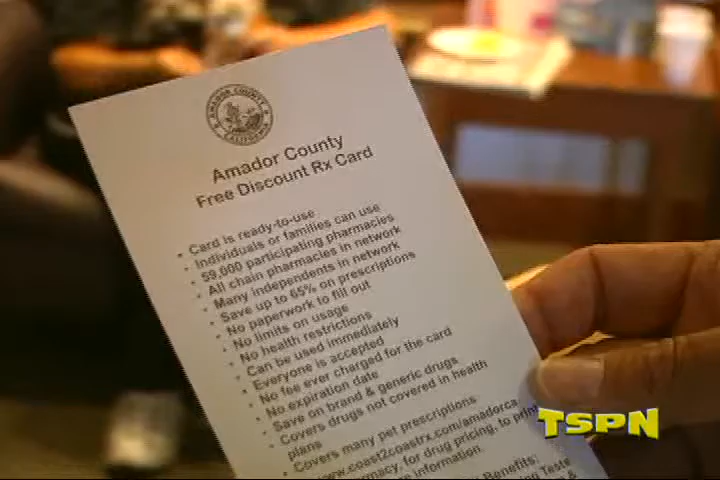 AMADOR COUNTY
CALIFORNIA
Amador County
Free Discount Rx Card
• Card is ready-to-use
• Individuals or families can use
• 59,000 participating pharmacies
• All chain pharmacies in network
• Many independents in network
• Save up to 65% on prescriptions
• No paperwork to fill out
• No limits on usage
• No health restrictions
• Can be used immediately
• Everyone is accepted
• No fee ever charged for the card
• No expiration date
• Save on brand & generic drugs
• Covers drugs not covered in health
plans
• Covers many pet prescriptions
www.coast2coastrx.com/amadorca
pharmacy, for drug pricing, to print
information.
Benefits:
TSPN